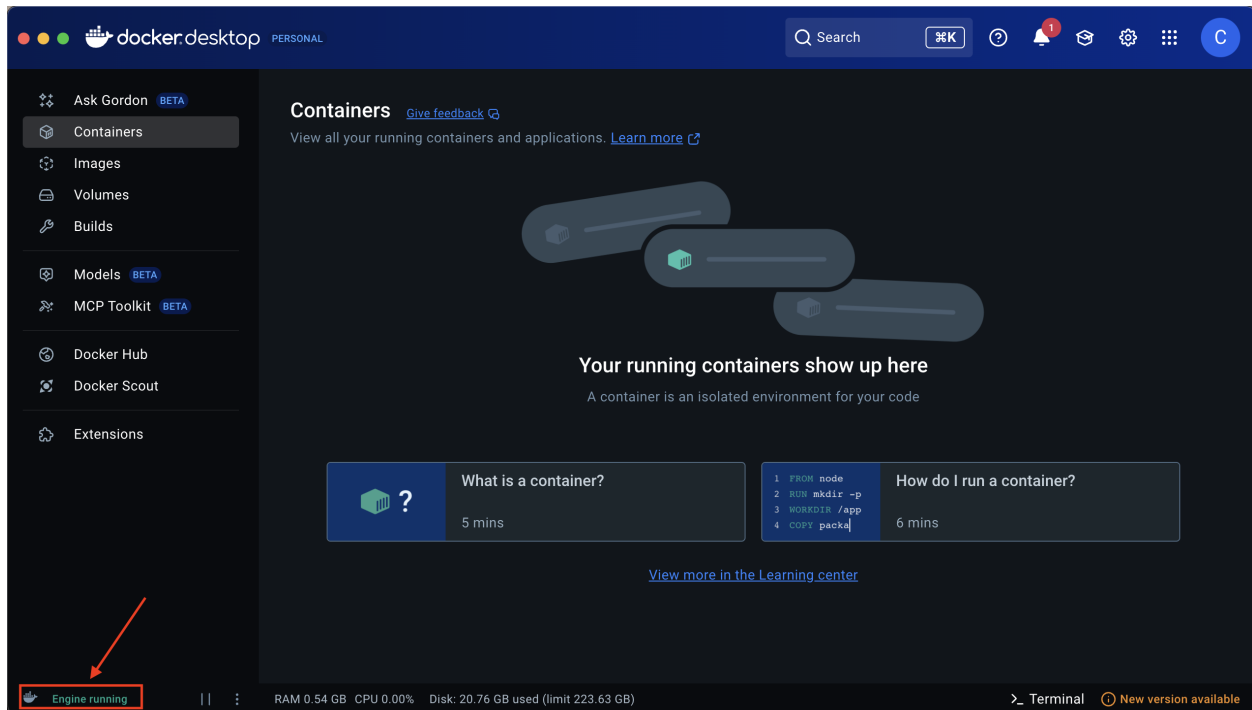 docker.desktop PERSONAL Search ⌘K 1 C
Ask Gordon BETA
Containers
Images
Volumes
Builds
Models BETA
MCP Toolkit BETA
Docker Hub
Docker Scout
Extensions
Containers Give feedback
View all your running containers and applications. Learn more
Your running containers show up here
A container is an isolated environment for your code
?
What is a container?
5 mins
1 FROM node
2 RUN mkdir -p
3 WORKDIR /app
4 COPY packa
How do I run a container?
6 mins
View more in the Learning center
Engine running RAM 0.54 GB CPU 0.00% Disk: 20.76 GB used (limit 223.63 GB) >_ Terminal New version available